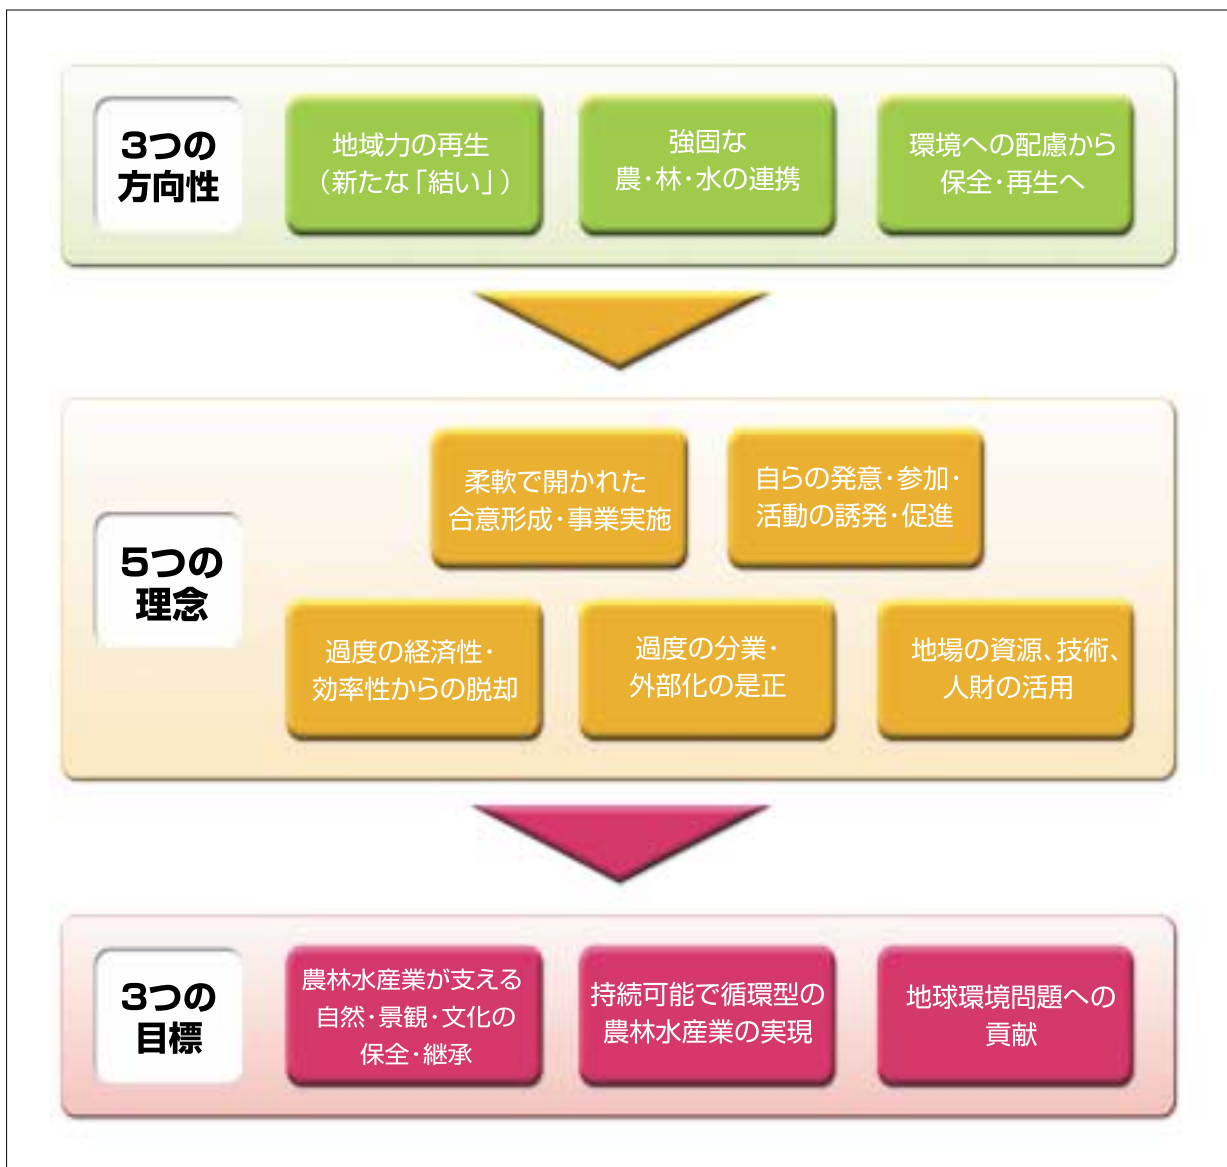 3つの
方向性
地域力の再生
（新たな「結い」）
強固な
農・林・水の連携
環境への配慮から
保全・再生へ
5つの
理念
柔軟で開かれた
合意形成・事業実施
自らの発意・参加・
活動の誘発・促進
過度の経済性・
効率性からの脱却
過度の分業・
外部化の是正
地場の資源、技術、
人財の活用
3つの
目標
農林水産業が支える
自然・景観・文化の
保全・継承
持続可能で循環型の
農林水産業の実現
地球環境問題への
貢献